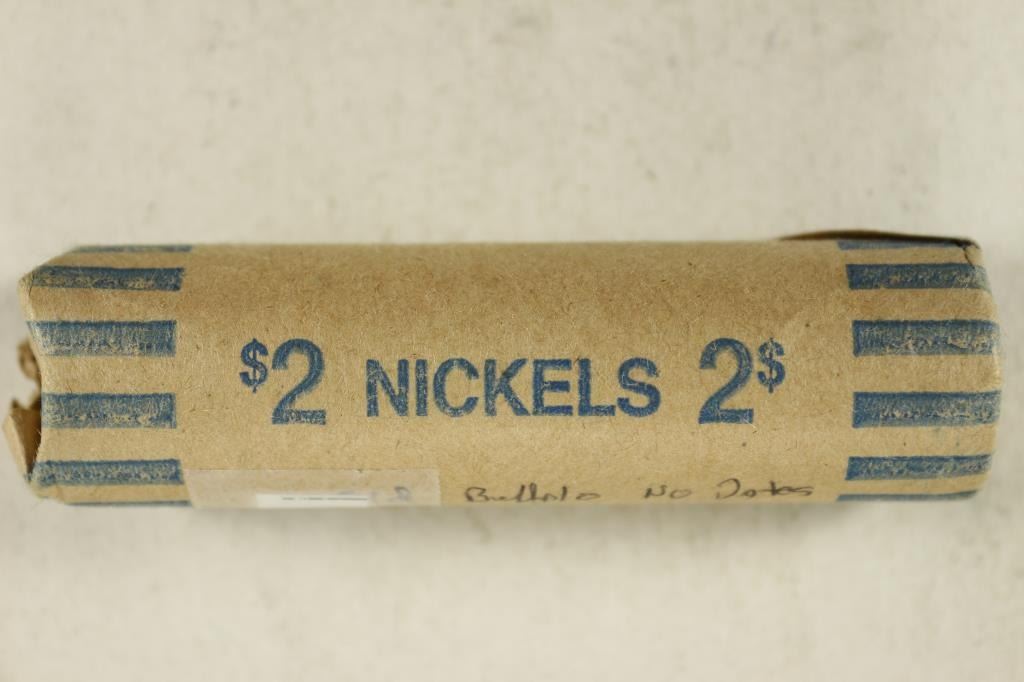 $2 NICKELS 2$
Buffalo No Dates